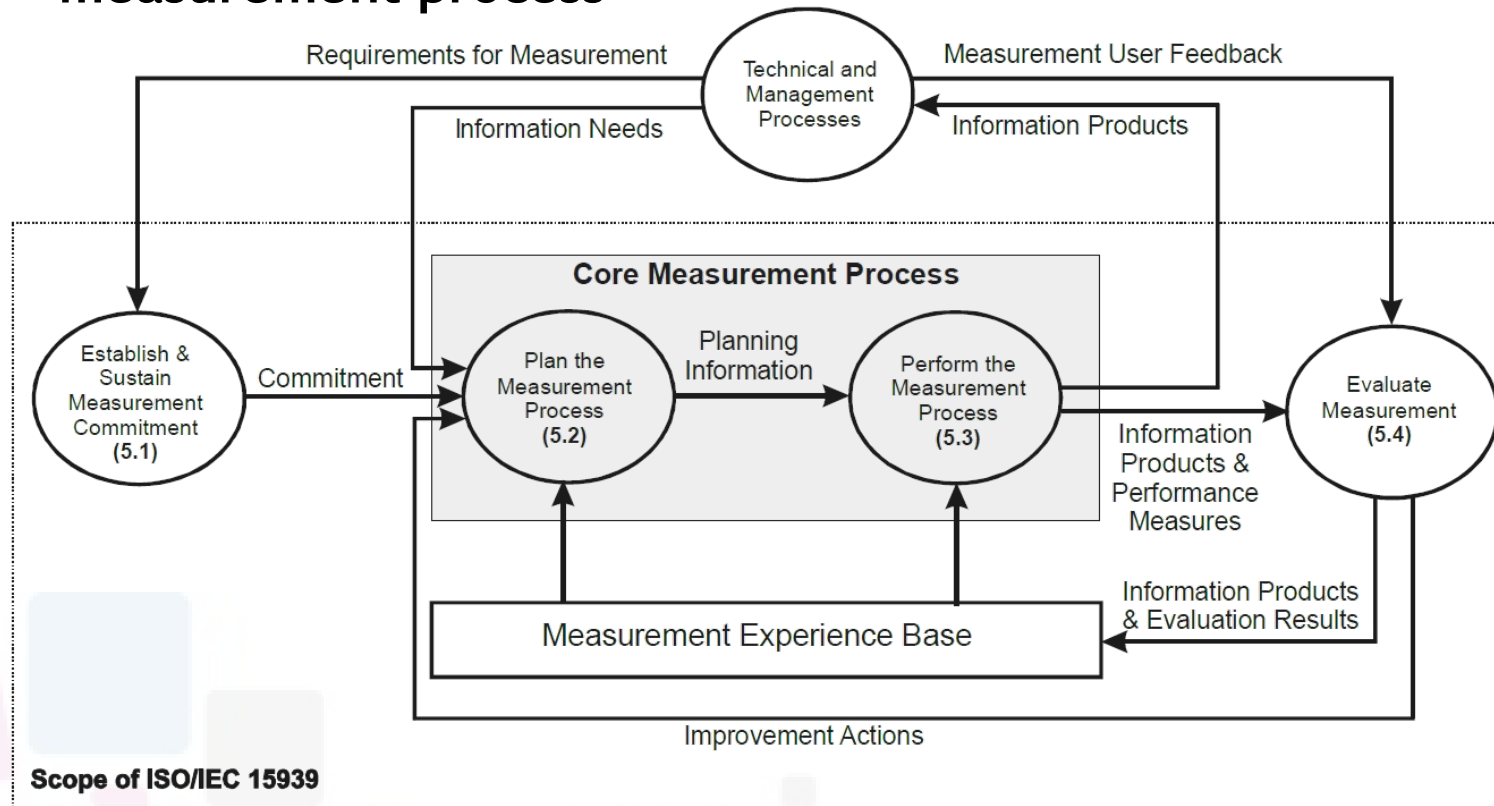 measurement process
Requirements for Measurement
Technical and
Management
Processes
Measurement User Feedback
Information Needs
Information Products
Core Measurement Process
Establish &
Sustain
Measurement
Commitment
(5.1)
Commitment
Plan the
Measurement
Process
(5.2)
Planning
Information
Perform the
Measurement
Process
(5.3)
Evaluate
Measurement
(5.4)
Information
Products &
Performance
Measures
Information Products
& Evaluation Results
Measurement Experience Base
Improvement Actions
Scope of ISO/IEC 15939